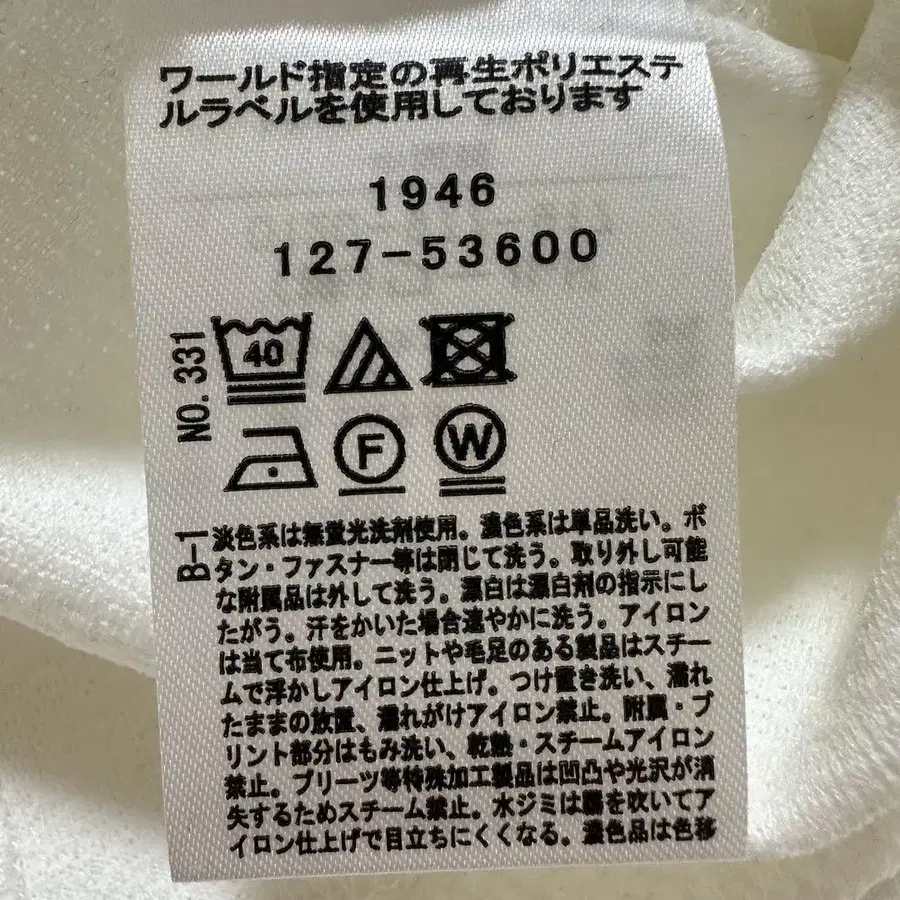 ワールド指定の再生ポリエステ
ルラベルを使用しております
1946
127-53600
NO.331
40
F
W
B-1
淡色系は無蛍光洗剤使用。濃色系は単品洗い。ボ
タン・ファスナー等は閉じて洗う。取り外し可能
な附属品は外して洗う。漂白は漂白剤の指示にし
たがう。汗をかいた場合速やかに洗う。アイロン
は当て布使用。ニットや毛足のある製品はスチー
ムで浮かしアイロン仕上げ。つけ置き洗い、濡れ
たままの放置、濡れがけアイロン禁止。附属・プ
リント部分はもみ洗い、乾熱・スチームアイロン
禁止。プリーツ等特殊加工製品は凹凸や光沢が消
失するためスチーム禁止。水ジミは霧を吹いてア
イロン仕上げで目立ちにくくなる。濃色品は色移